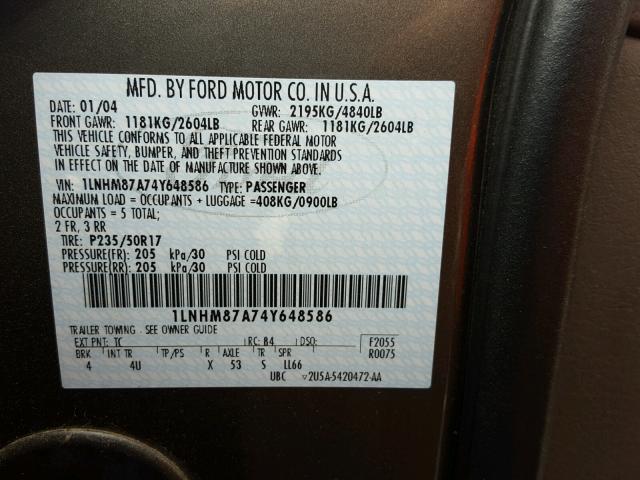 MFD. BY FORD MOTOR CO. IN U.S.A.
DATE: 01/04 GVWR: 2195KG/4840LB
FRONT GAWR: 1181KG/2604LB REAR GAWR: 1181KG/2604LB
THIS VEHICLE CONFORMS TO ALL APPLICABLE FEDERAL MOTOR
VEHICLE SAFETY, BUMPER, AND THEFT PREVENTION STANDARDS
IN EFFECT ON THE DATE OF MANUFACTURE SHOWN ABOVE.
VIN: 1LNHM87A74Y648586 TYPE: PASSENGER
MAXIMUM LOAD = OCCUPANTS + LUGGAGE =408KG/0900LB
OCCUPANTS = 5 TOTAL;
2 FR, 3 RR
TIRE: P235/50R17
PRESSURE(FR): 205 kPa/30 PSI COLD
PRESSURE(RR): 205 kPa/30 PSI COLD
1LNHM87A74Y648586
TRAILER TOWING - SEE OWNER GUIDE
EXT PNT: TC RC: B4 DSO: F2055
BRK INT TR TP/PS R AXLE TR SPR R0075
4 4U X 53 S LL66
UBC ▽2U5A-5420472-AA